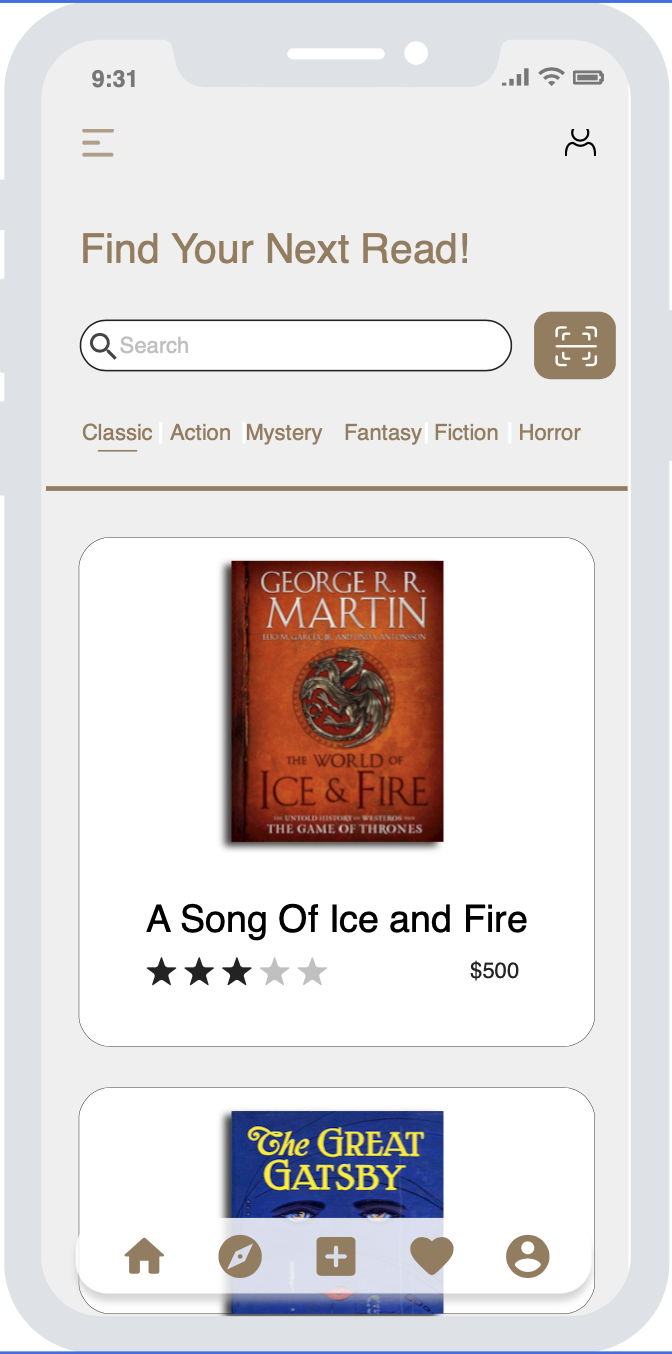 9:31
Find Your Next Read!
Search
Classic Action Mystery Fantasy Fiction Horror
GEORGE R. R.
MARTIN
ELIO M. GARCÍA, JR. AND LINDA ANTONSSON
THE WORLD OF
ICE & FIRE
THE UNTOLD HISTORY OF WESTEROS AND
THE GAME OF THRONES
A Song Of Ice and Fire
$500
The GREAT
GATSBY